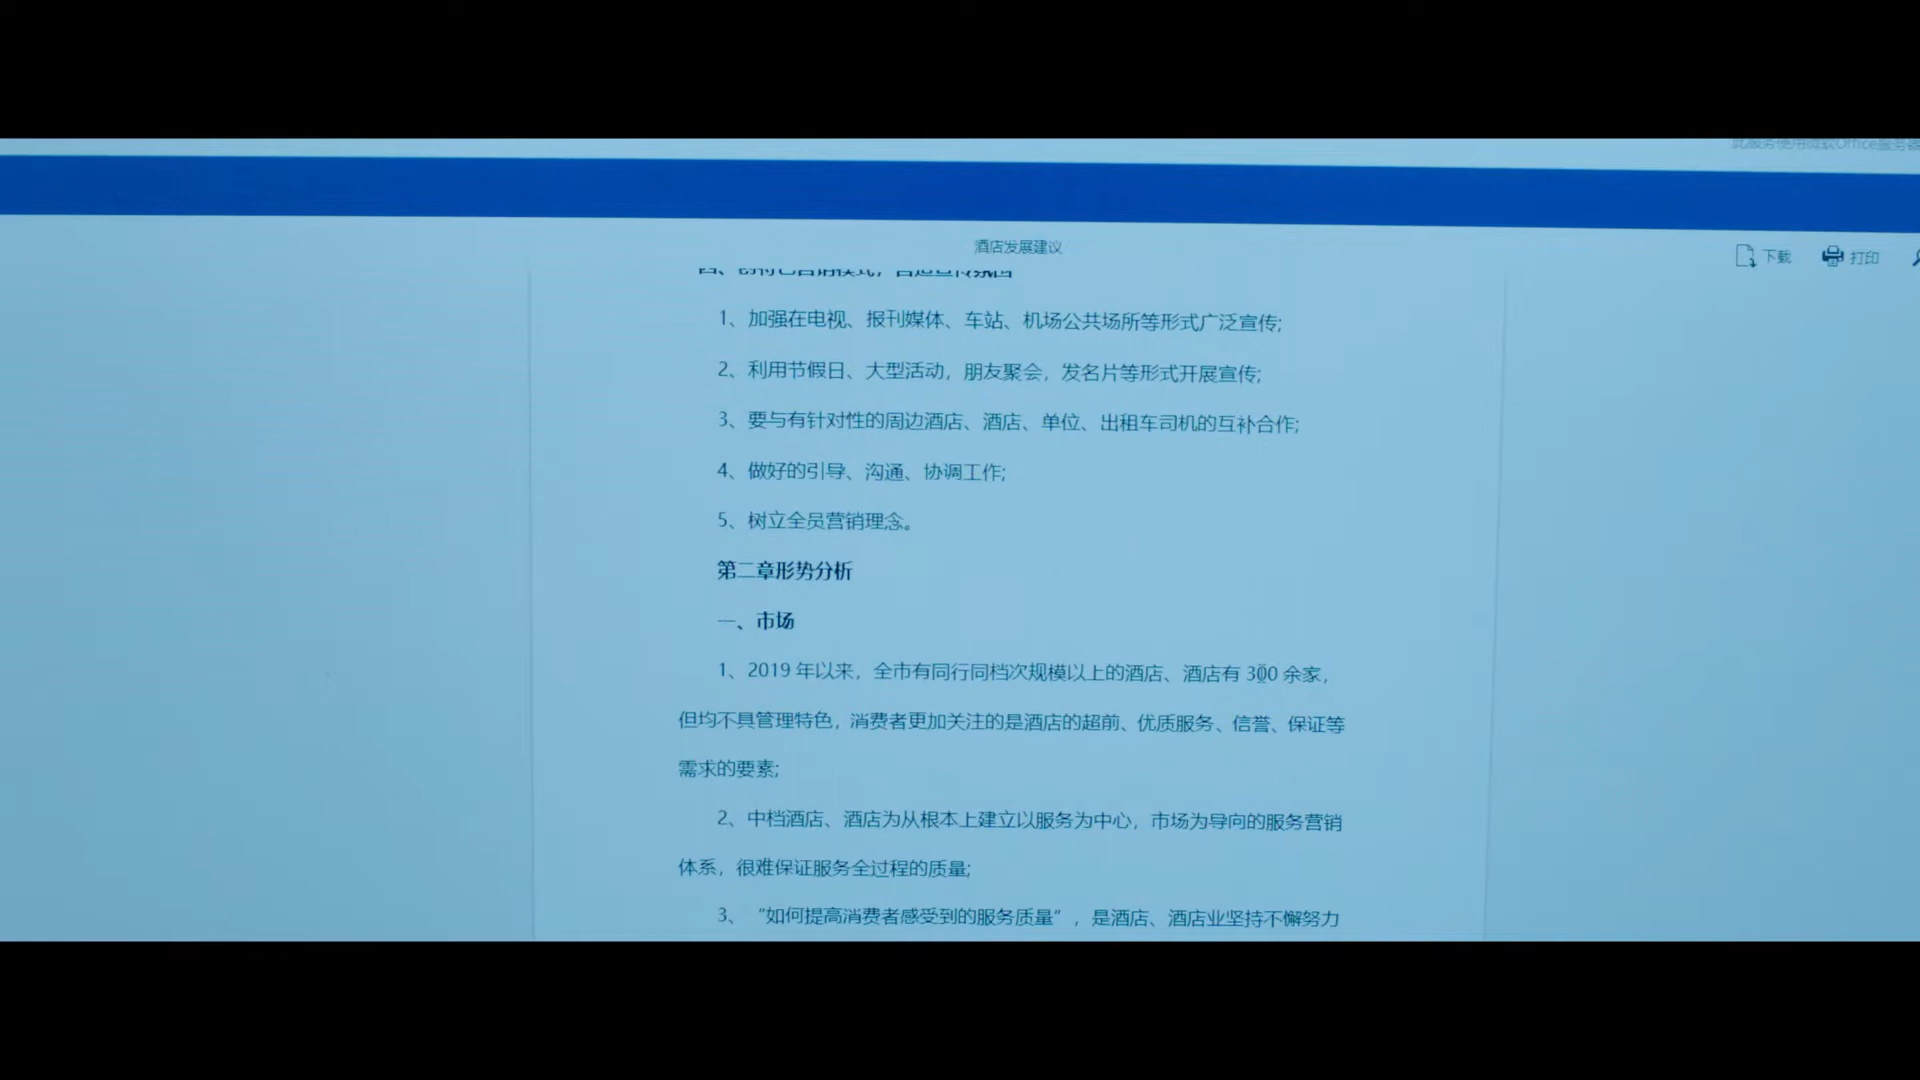 酒店发展建议
下载
打印
1、加强在电视、报刊媒体、车站、机场公共场所等形式广泛宣传;
2、利用节假日、大型活动，朋友聚会，发名片等形式开展宣传;
3、要与有针对性的周边酒店、酒店、单位、出租车司机的互补合作;
4、做好的引导、沟通、协调工作;
5、树立全员营销理念。
第二章形势分析
一、市场
1、2019 年以来，全市有同行同档次规模以上的酒店、酒店有 300 余家，
但均不具管理特色，消费者更加关注的是酒店的超前、优质服务、信誉、保证等
需求的要素;
2、中档酒店、酒店为从根本上建立以服务为中心，市场为导向的服务营销
体系，很难保证服务全过程的质量;
3、“如何提高消费者感受到的服务质量”，是酒店、酒店业坚持不懈努力